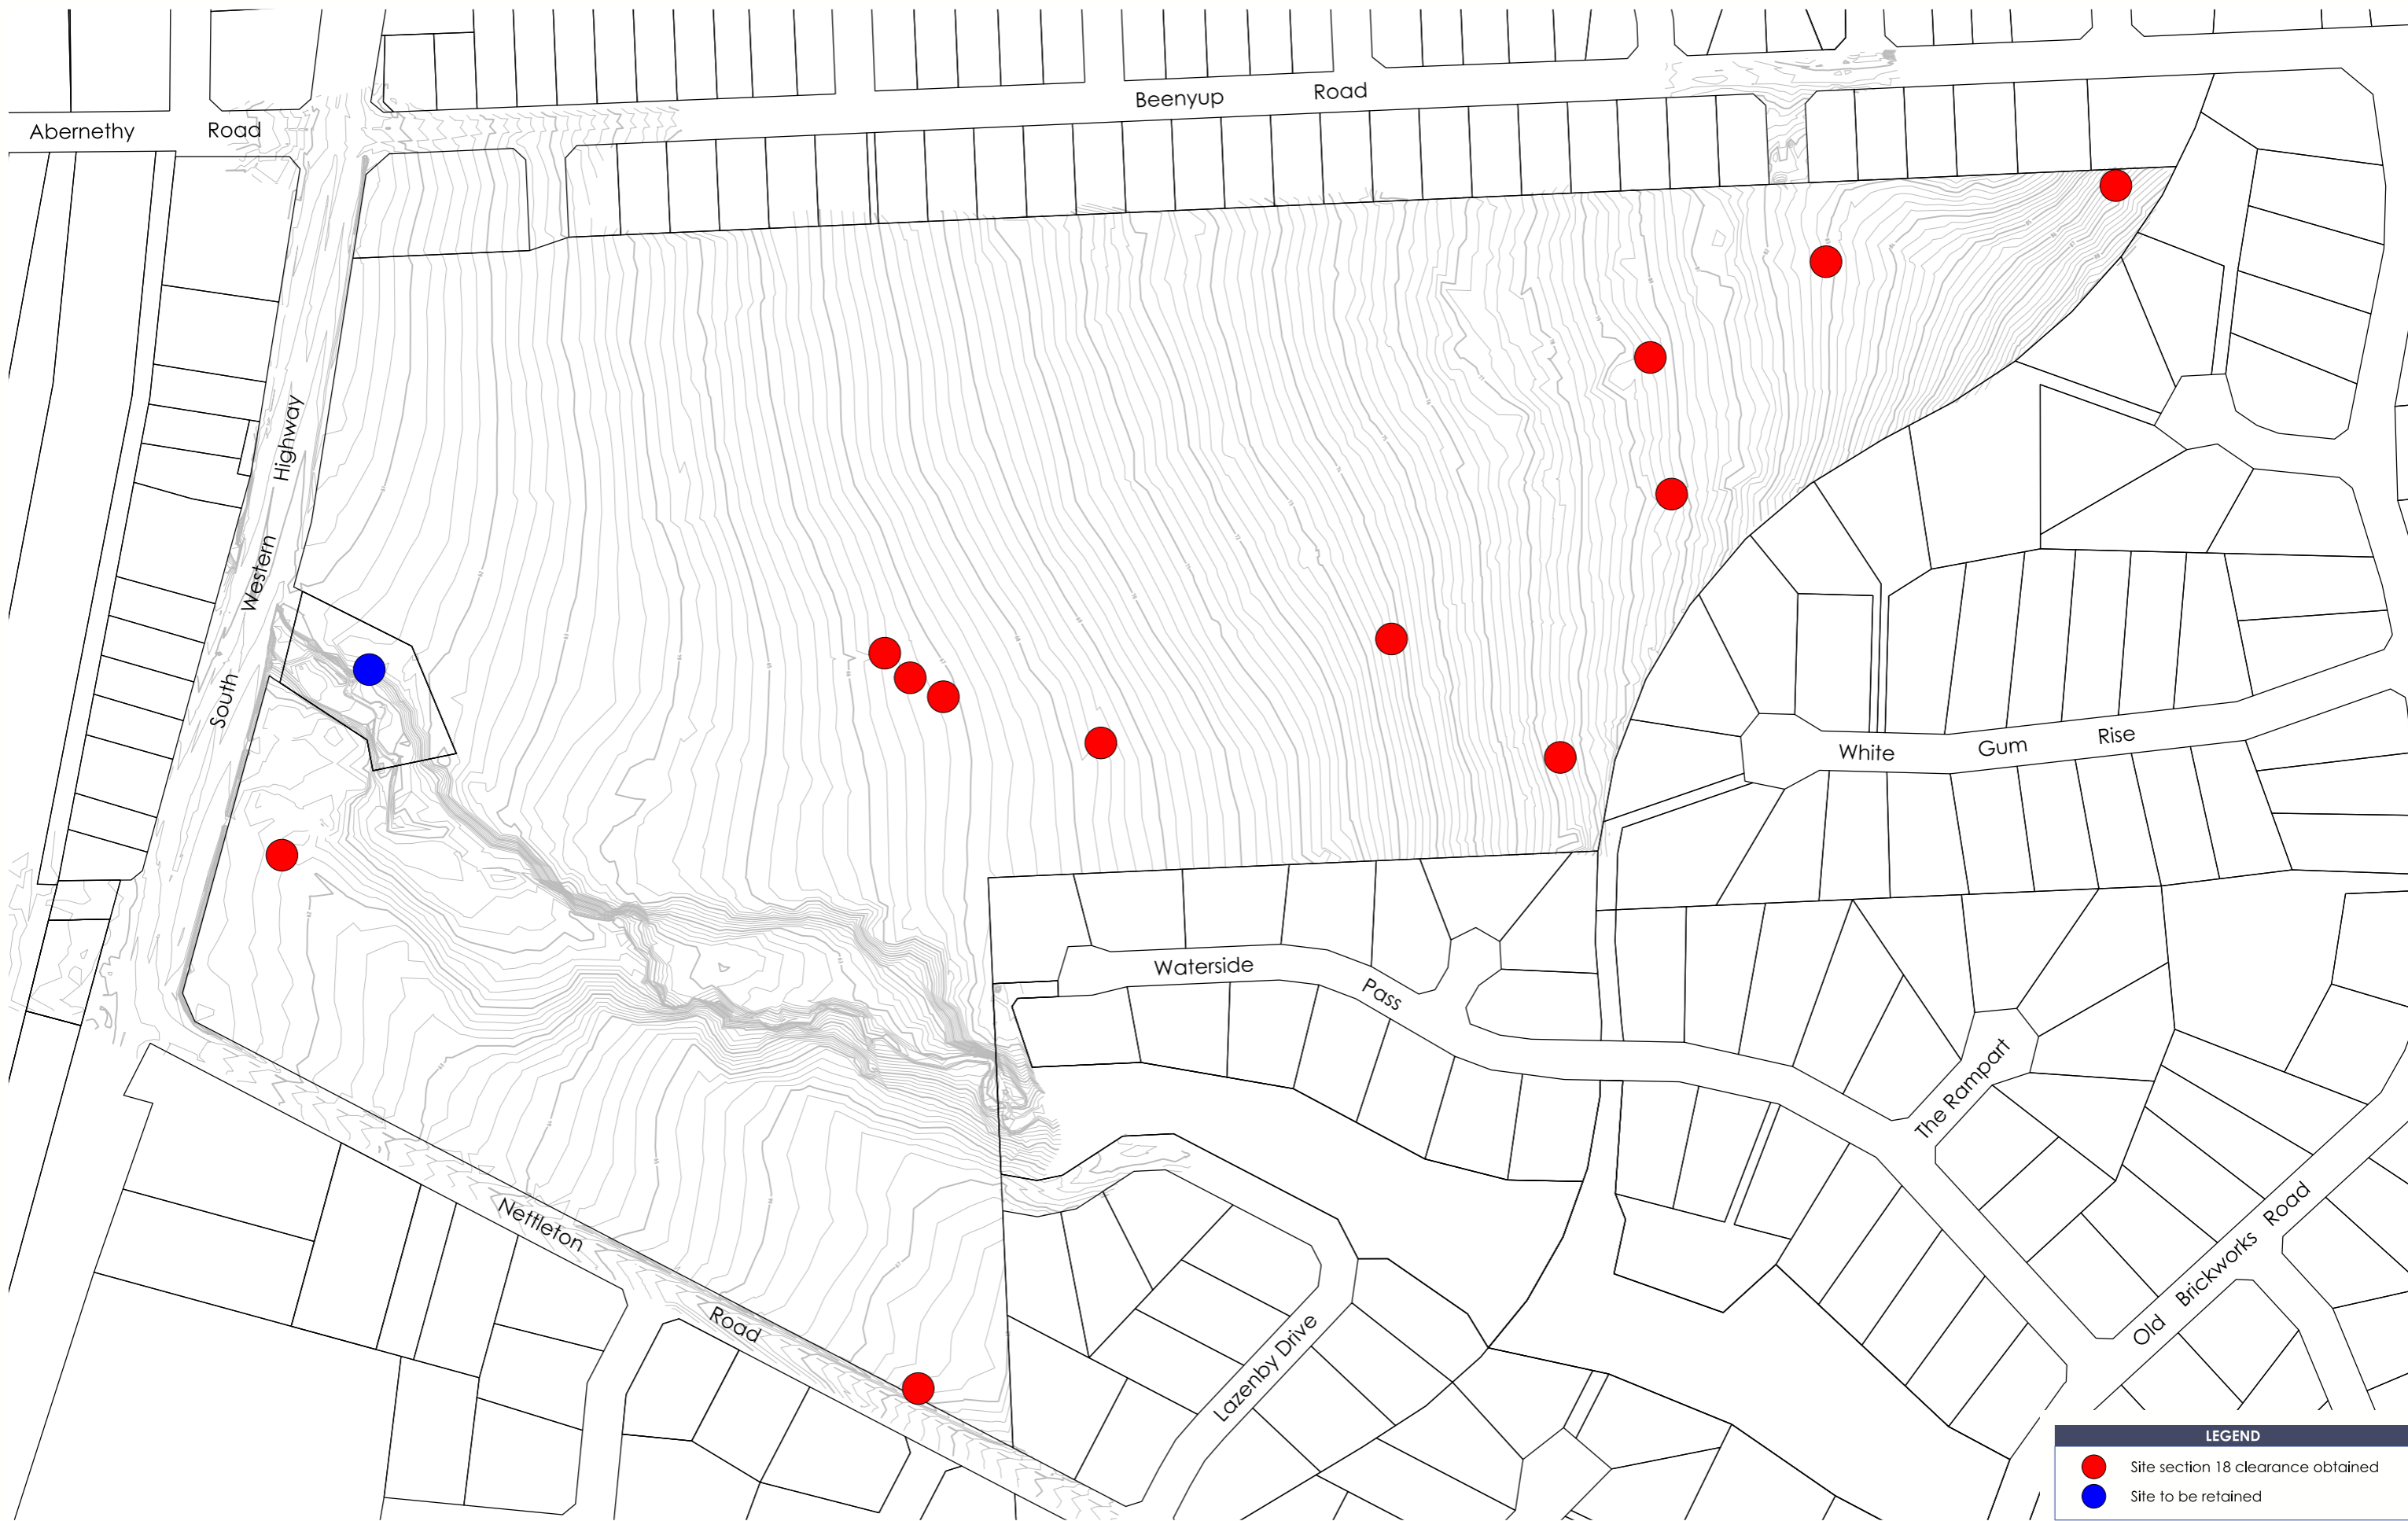 Beenyup Road
Abernethy Road
South Western Highway
White Gum Rise
Waterside Pass
The Rampart
Nettleton Road
Lazenby Drive
Old Brickworks Road
LEGEND
Site section 18 clearance obtained
Site to be retained